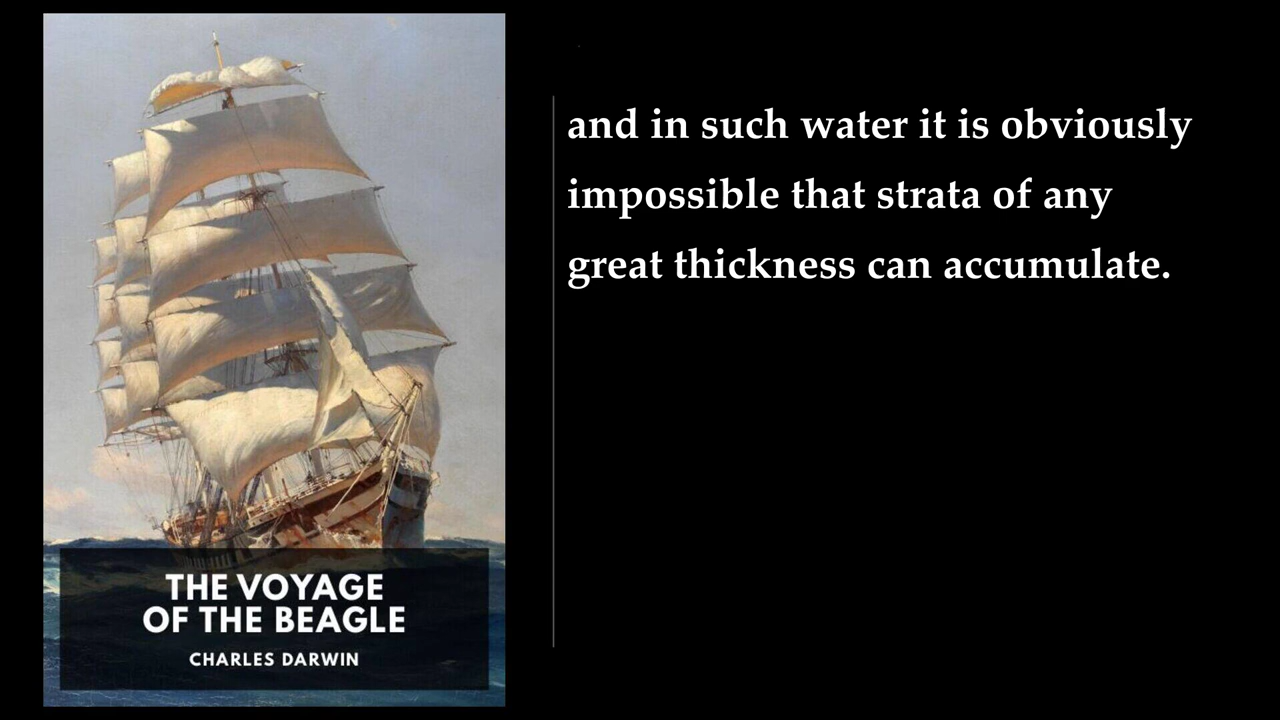 and in such water it is obviously
impossible that strata of any
great thickness can accumulate.
THE VOYAGE
OF THE BEAGLE
CHARLES DARWIN